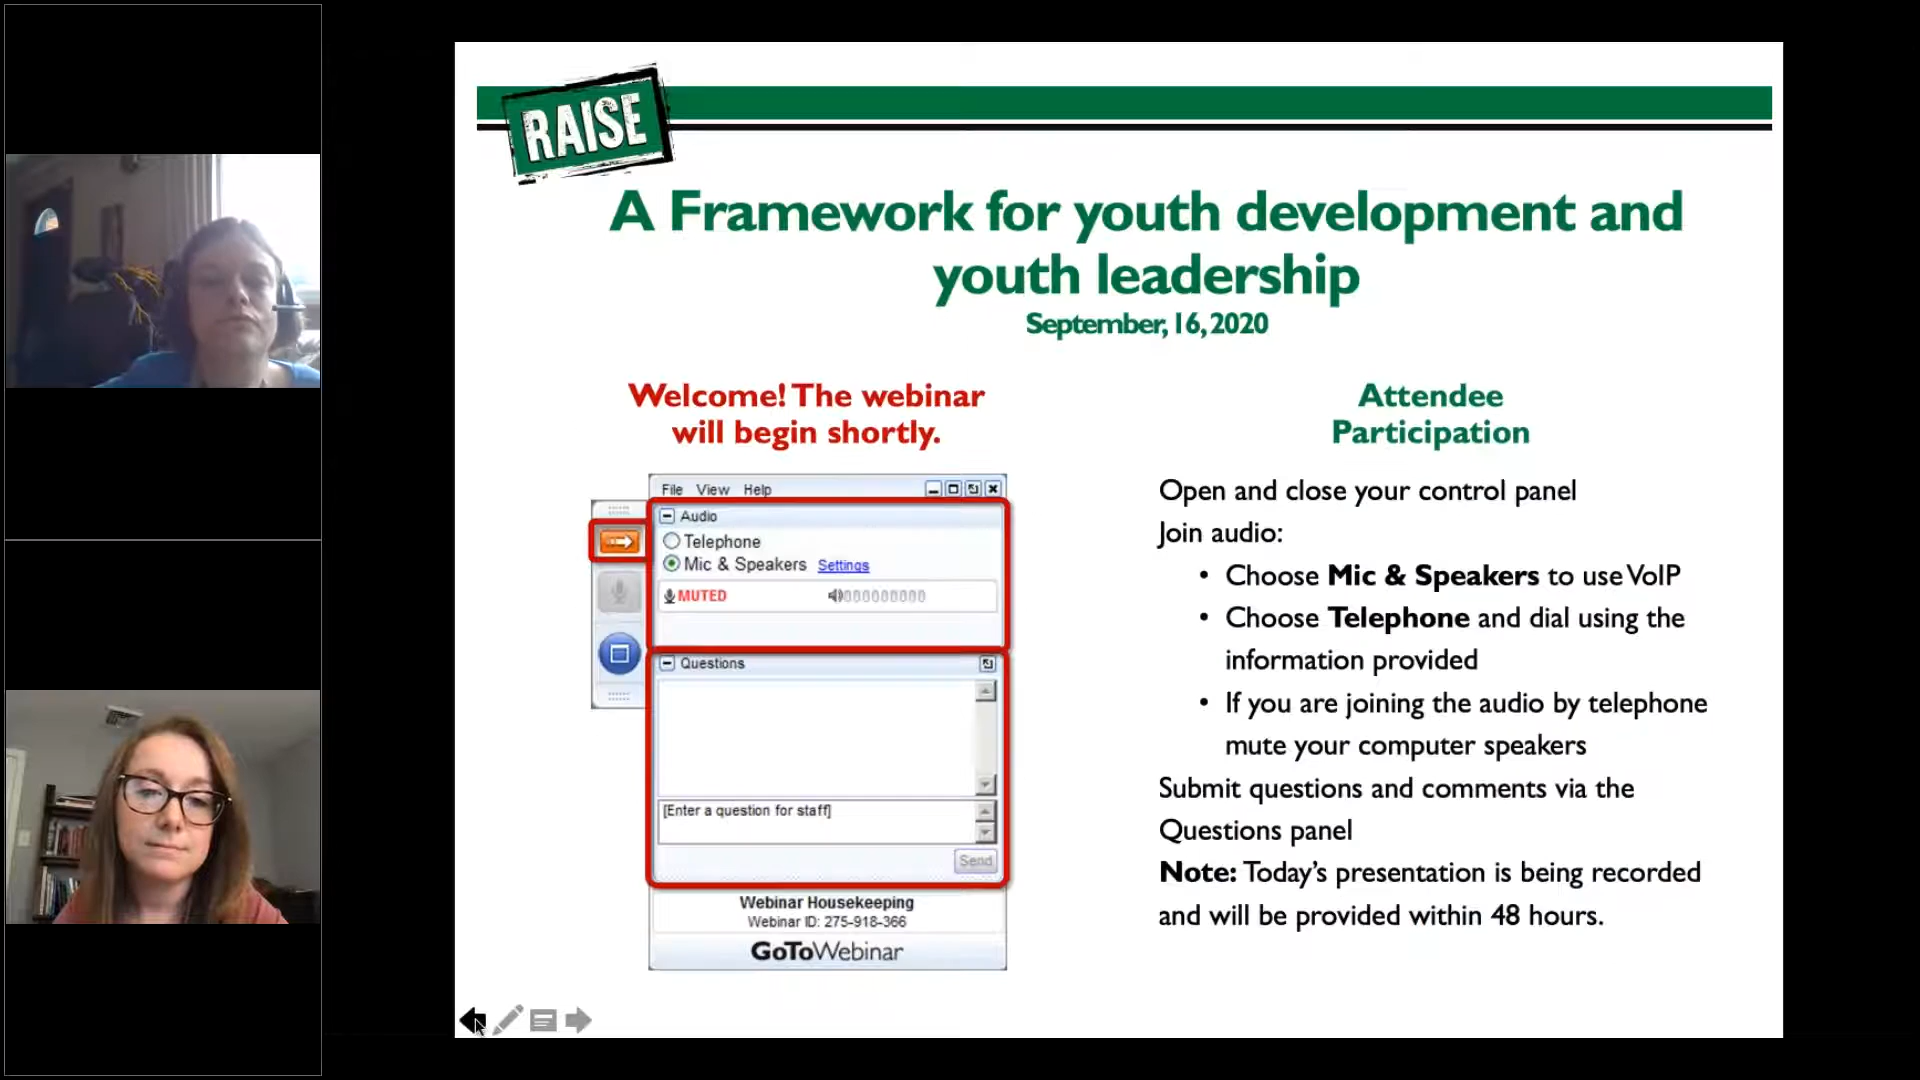 RAISE
A Framework for youth development and
youth leadership
September, 16, 2020
Welcome! The webinar
will begin shortly.
File View Help
Audio
Telephone
Mic & Speakers Settings
MUTED
Questions
[Enter a question for staff]
Send
Webinar Housekeeping
Webinar ID: 275-918-366
GoToWebinar
Attendee
Participation
Open and close your control panel
Join audio:
• Choose Mic & Speakers to use VoIP
• Choose Telephone and dial using the
information provided
• If you are joining the audio by telephone
mute your computer speakers
Submit questions and comments via the
Questions panel
Note: Today's presentation is being recorded
and will be provided within 48 hours.